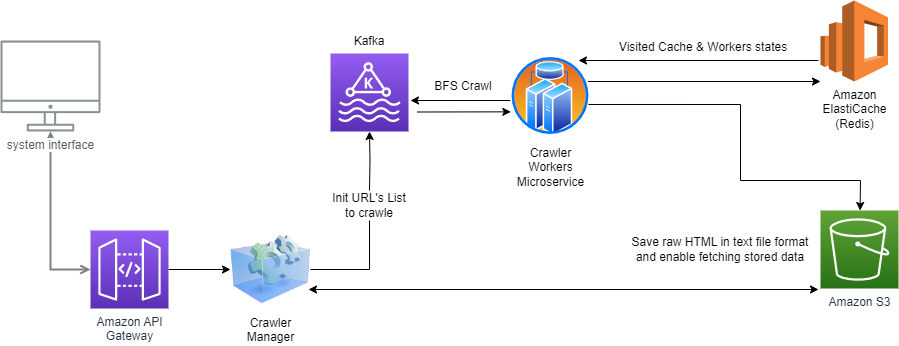 Kafka
Visited Cache & Workers states
BFS Crawl
K
Amazon
ElastiCache
(Redis)
system interface
Crawler
Workers
Microservice
Init URL's List
to crawle
Save raw HTML in text file format
and enable fetching stored data
Amazon S3
Amazon API
Gateway
Crawler
Manager